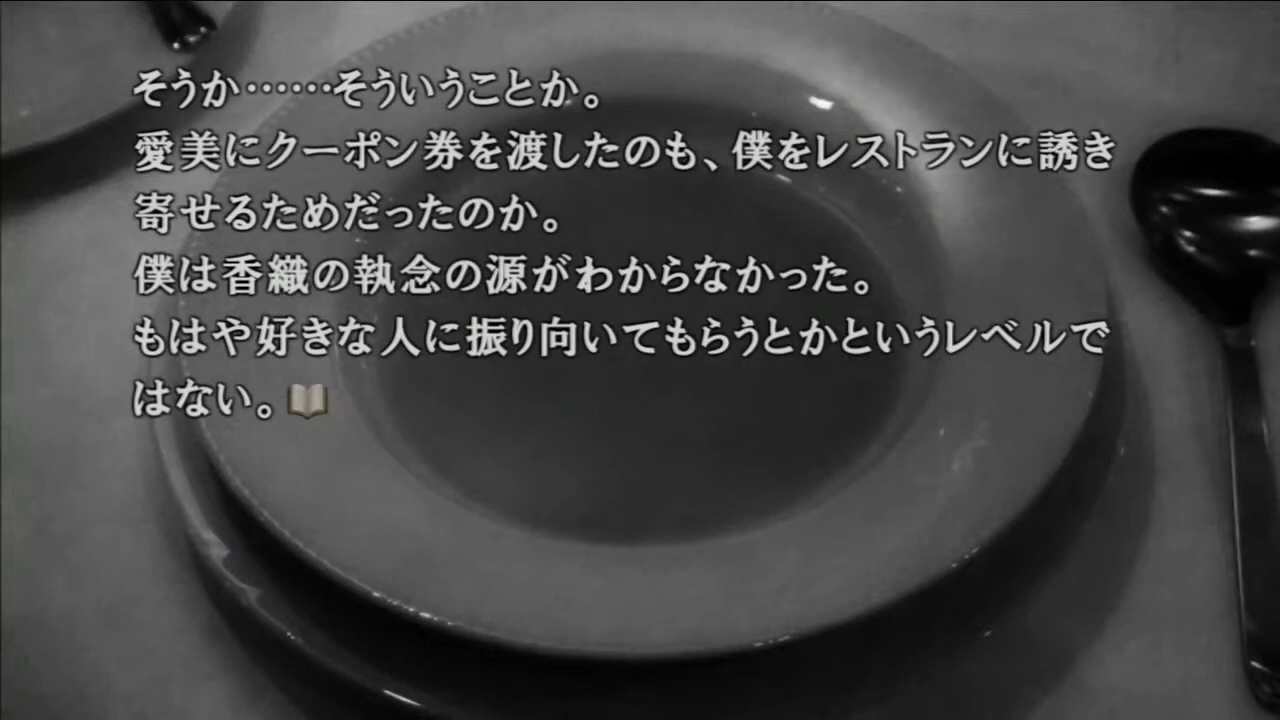 そうか……そういうことか。
愛美にクーポン券を渡したのも、僕をレストランに誘き
寄せるためだったのか。
僕は香織の執念の源がわからなかった。
もはや好きな人に振り向いてもらうとかというレベルで
はない。